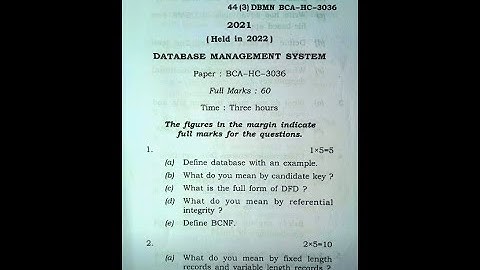 44 (3) DBMN BCA-HC-3036
2021
( Held in 2022 )
DATABASE MANAGEMENT SYSTEM
Paper : BCA-HC-3036
Full Marks : 60
Time : Three hours
The figures in the margin indicate
full marks for the questions.
1. 1×5=5
(a) Define database with an example.
(b) What do you mean by candidate key ?
(c) What is the full form of DFD ?
(d) What do you mean by referential
integrity ?
(e) Define BCNF.
2. 2×5=10
(a) What do you mean by fixed length
records and variable length records ?